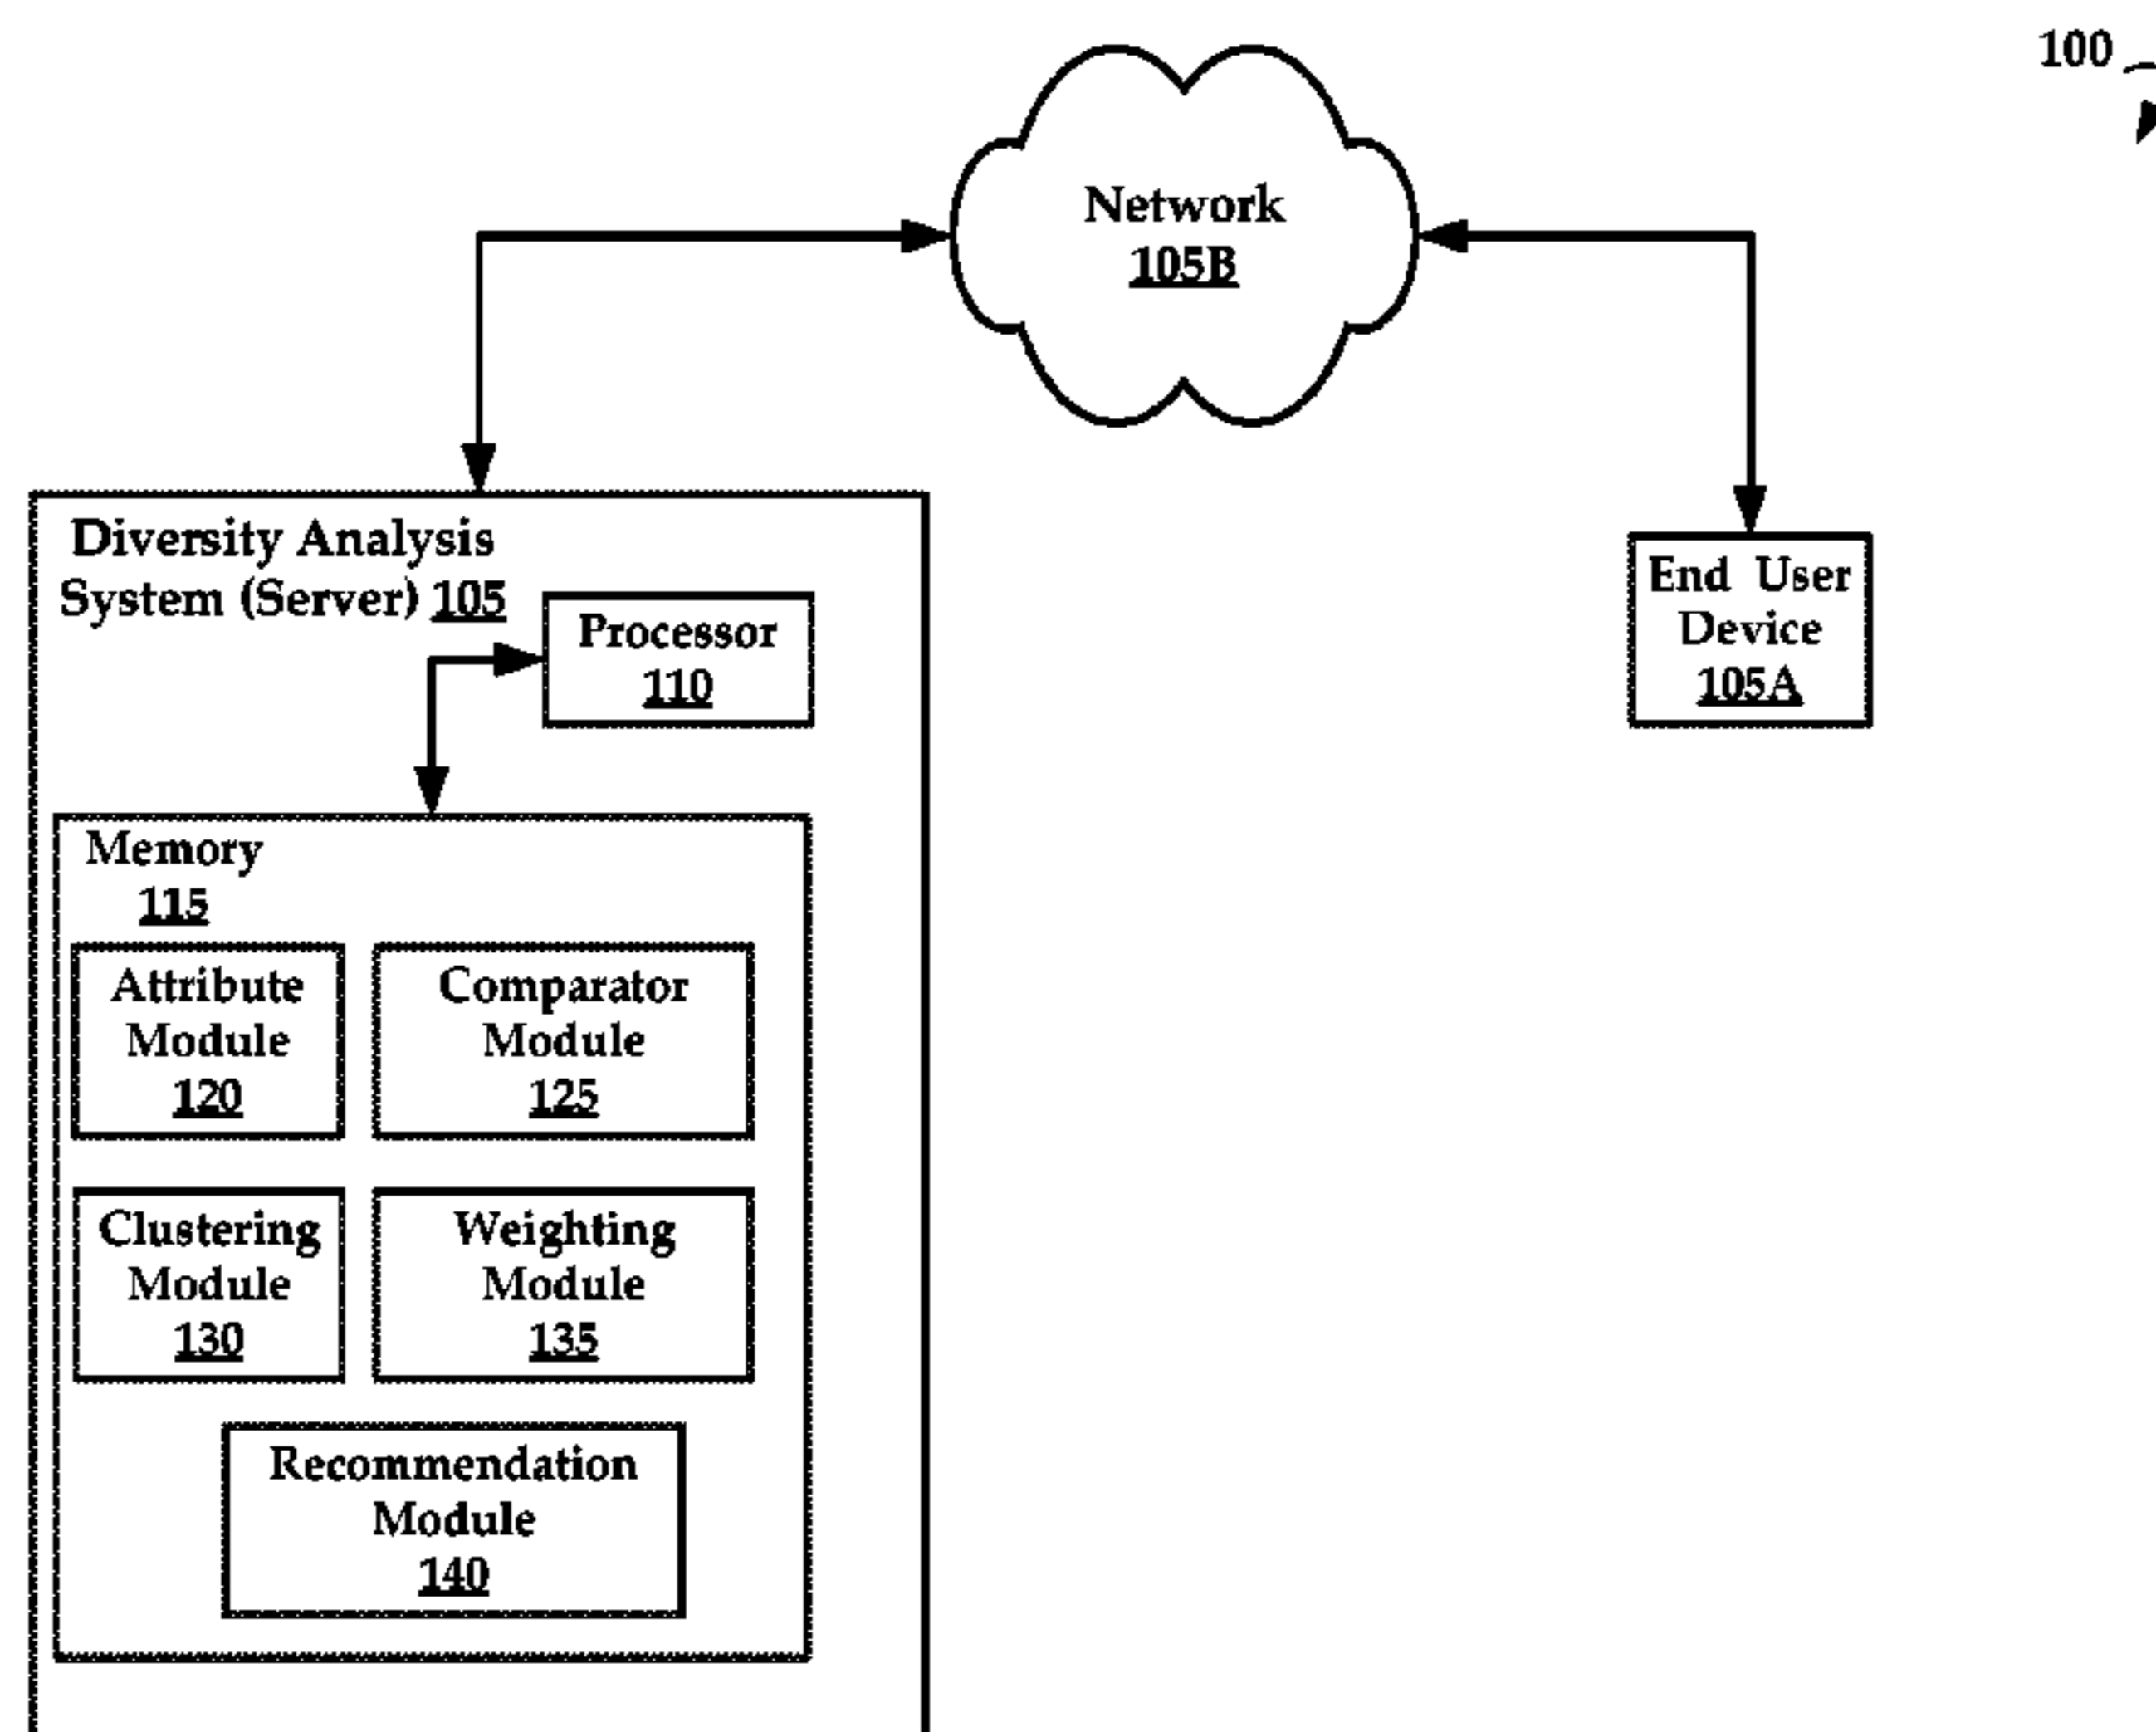 100
Network
105B
Diversity Analysis
System (Server) 105
Processor
110
End User
Device
105A
Memory
115
Attribute
Module
120
Comparator
Module
125
Clustering
Module
130
Weighting
Module
135
Recommendation
Module
140